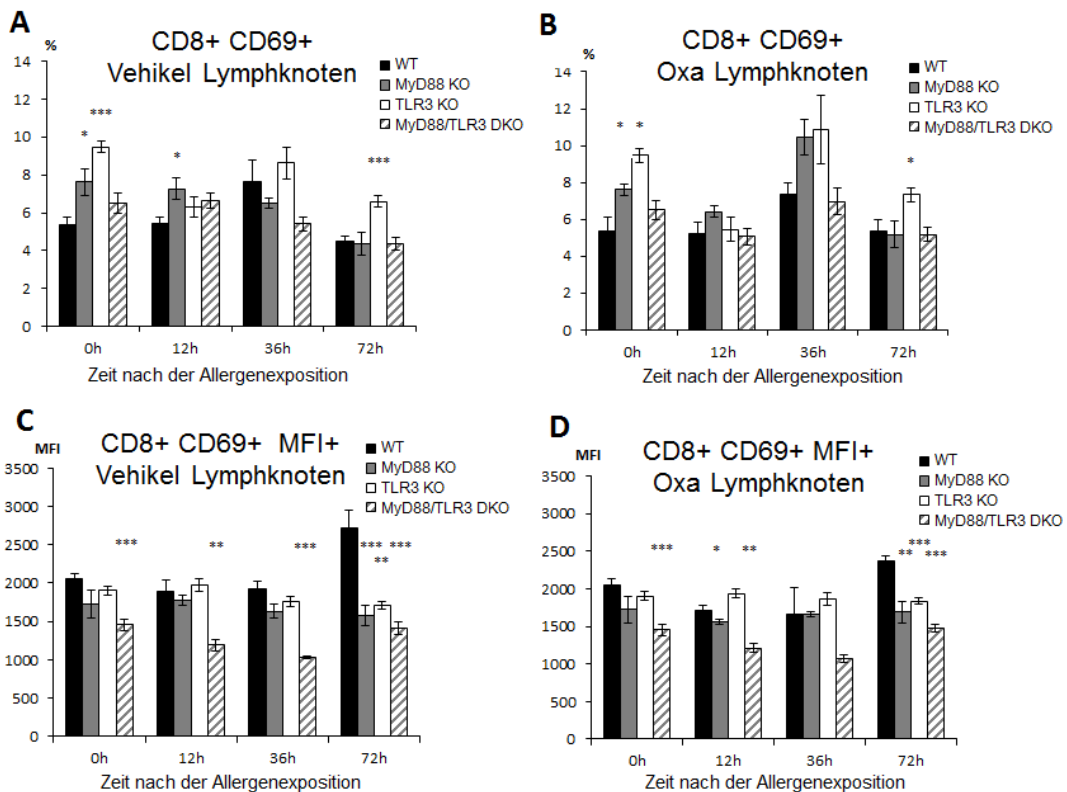 A
CD8+ CD69+
Vehikel Lymphknoten
%
WT
MyD88 KO
TLR3 KO
MyD88/TLR3 DKO
14
12
10
8
6
4
2
0
***
*
*
***
0h
12h
36h
72h
Zeit nach der Allergenexposition
B
CD8+ CD69+
Oxa Lymphknoten
%
WT
MyD88 KO
TLR3 KO
MyD88/TLR3 DKO
14
12
10
8
6
4
2
0
* *
*
0h
12h
36h
72h
Zeit nach der Allergenexposition
C
CD8+ CD69+ MFI+
Vehikel Lymphknoten
MFI
WT
MyD88 KO
TLR3 KO
MyD88/TLR3 DKO
3500
3000
2500
2000
1500
1000
500
0
***
**
***
*** ***
**
0h
12h
36h
72h
Zeit nach der Allergenexposition
D
CD8+ CD69+ MFI+
Oxa Lymphknoten
MFI
WT
MyD88 KO
TLR3 KO
MyD88/TLR3 DKO
3500
3000
2500
2000
1500
1000
500
0
***
* **
***
** ***
0h
12h
36h
72h
Zeit nach der Allergenexposition